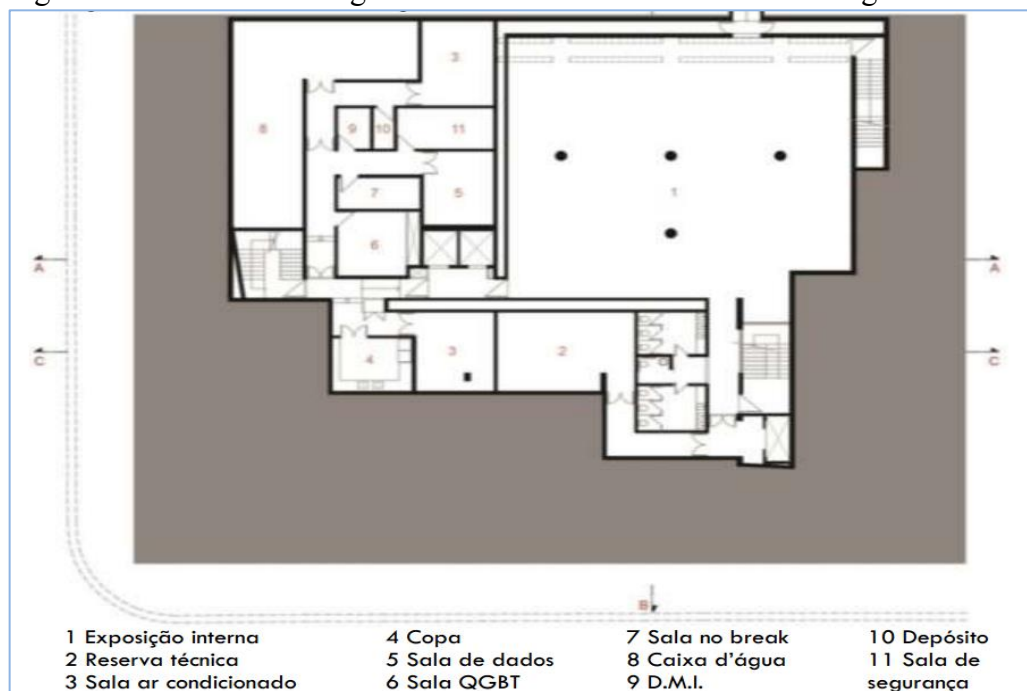 3
8
9
10
11
1
7
5
6
A A
C C
4
3
2
B
1 Exposição interna
2 Reserva técnica
3 Sala ar condicionado
4 Copa
5 Sala de dados
6 Sala QGBT
7 Sala no break
8 Caixa d'água
9 D.M.I.
10 Depósito
11 Sala de
segurança